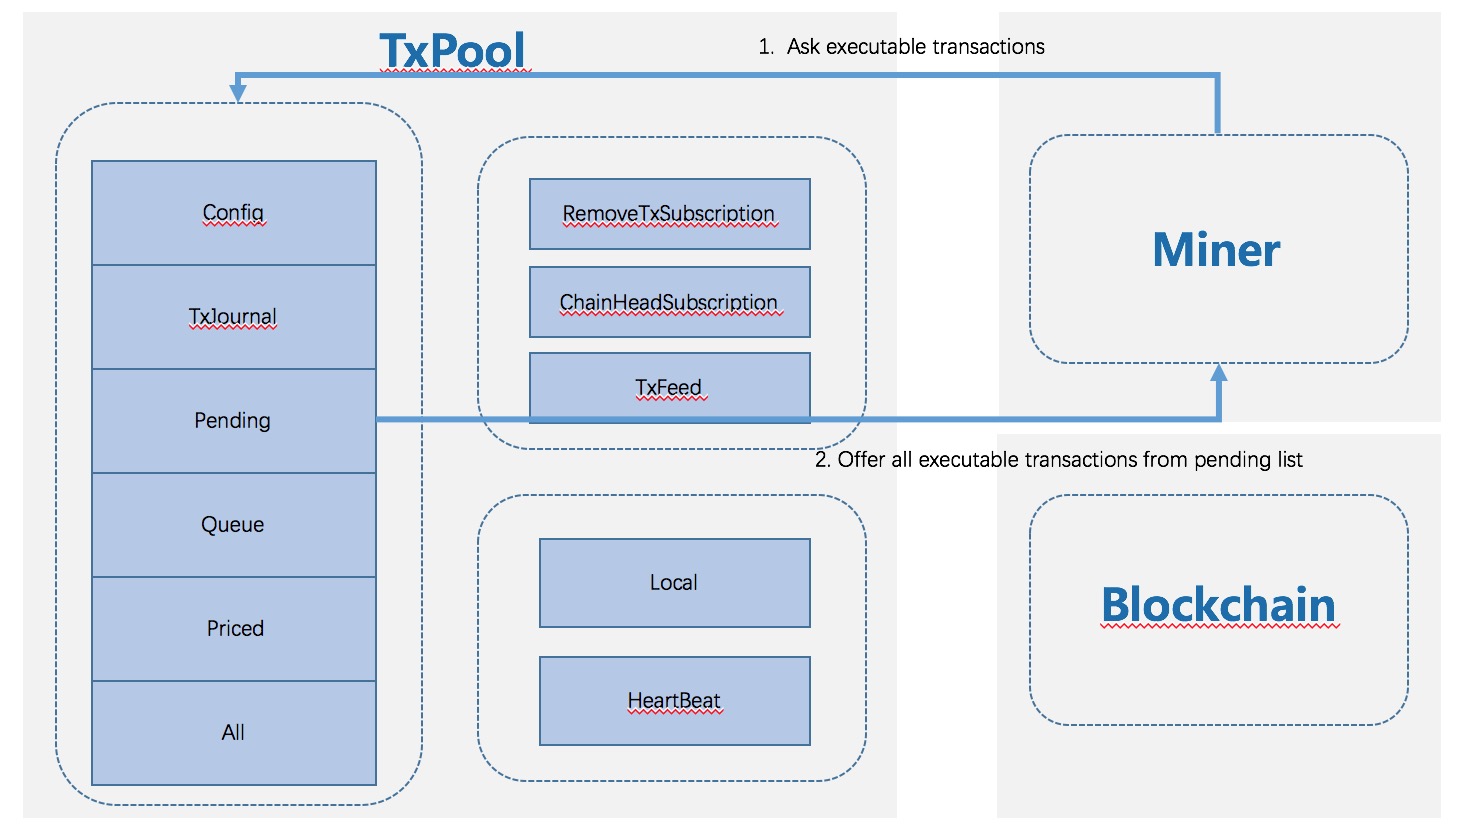 TxPool
1. Ask executable transactions
Config
TxJournal
Pending
Queue
Priced
All
RemoveTxSubscription
ChainHeadSubscription
TxFeed
Local
HeartBeat
Miner
2. Offer all executable transactions from pending list
Blockchain